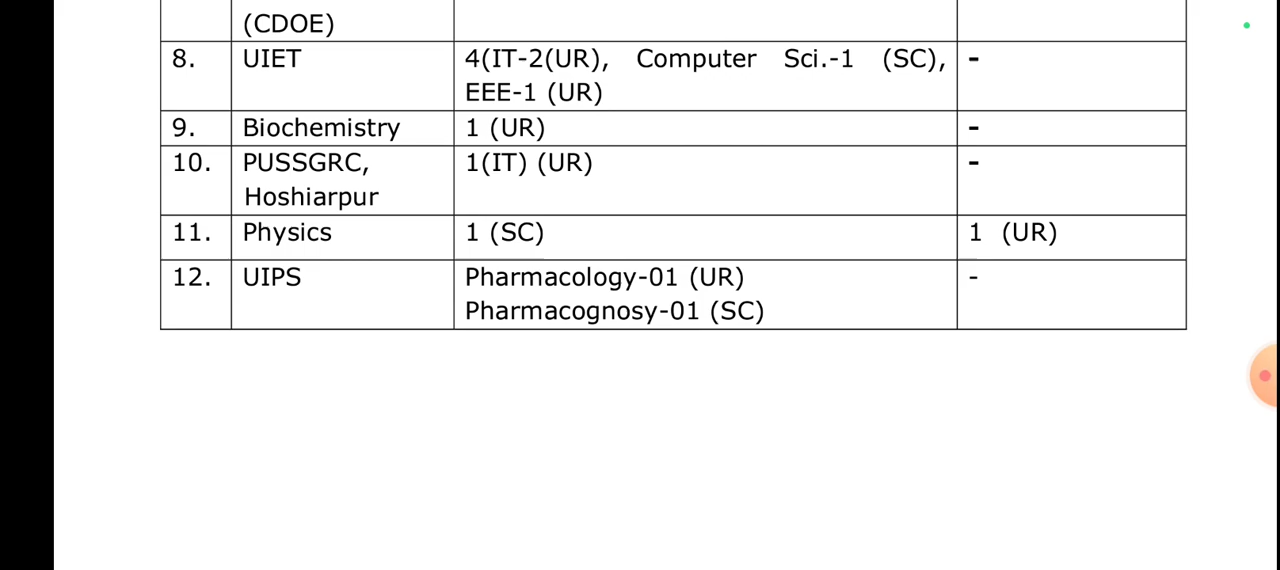 (CDOE)
8. UIET 4(IT-2(UR), Computer Sci.-1 (SC), -
EEE-1 (UR)
9. Biochemistry 1 (UR) -
10. PUSSGRC, 1(IT) (UR) -
Hoshiarpur
11. Physics 1 (SC) 1 (UR)
12. UIPS Pharmacology-01 (UR) -
Pharmacognosy-01 (SC)